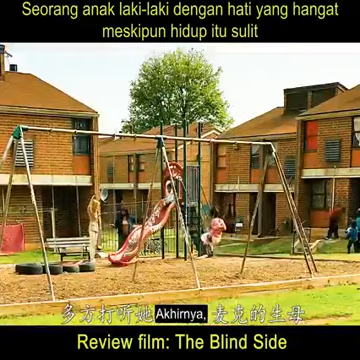 Seorang anak laki-laki dengan hati yang hangat
meskipun hidup itu sulit
多方打听她 Akhirnya, 麦克的生母
Review film: The Blind Side